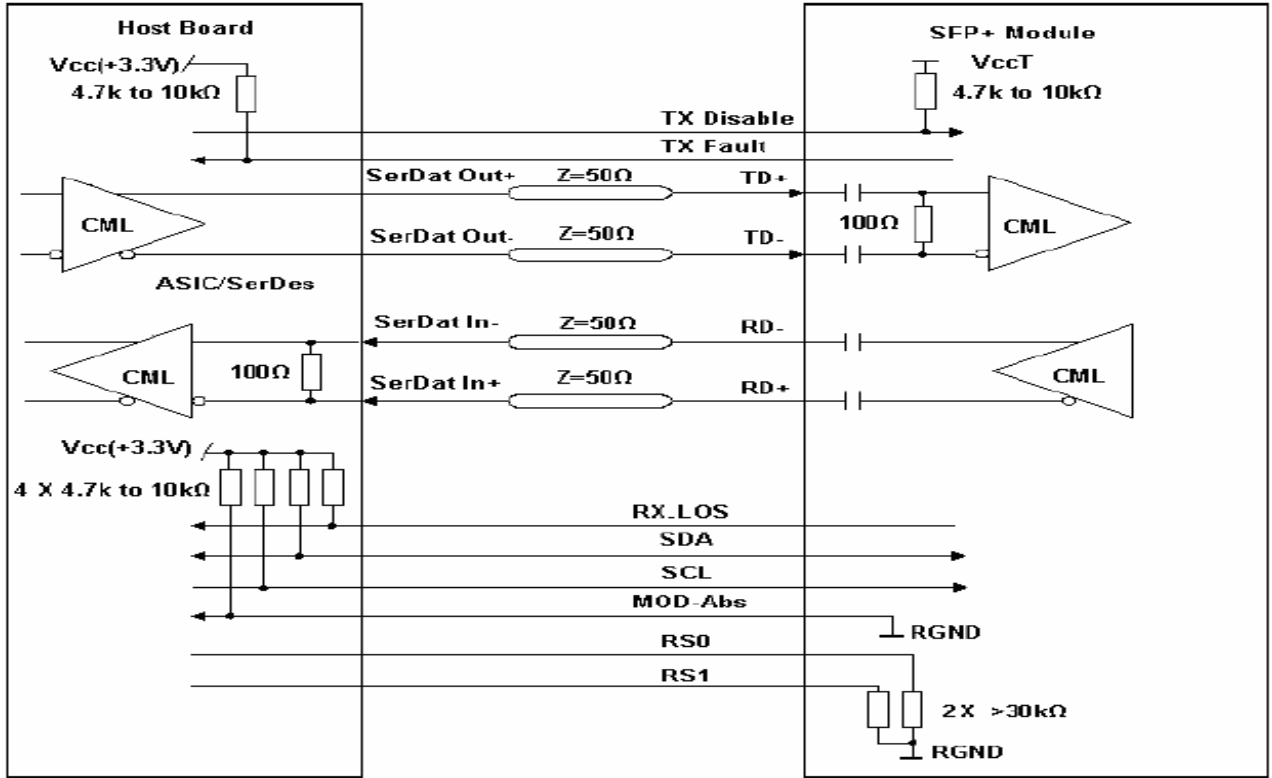 Host Board
Vcc(+3.3V)
4.7k to 10kΩ
SFP+ Module
VccT
4.7k to 10kΩ
TX Disable
TX Fault
SerDat Out+
Z=50Ω
TD+
CML
100Ω
CML
SerDat Out-
Z=50Ω
TD-
ASIC/SerDes
SerDat In-
Z=50Ω
RD-
CML
100Ω
SerDat In+
Z=50Ω
RD+
CML
Vcc(+3.3V)
4 X 4.7k to 10kΩ
RX_LOS
SDA
SCL
MOD-Abs
RGND
RS0
RS1
2X >30kΩ
RGND